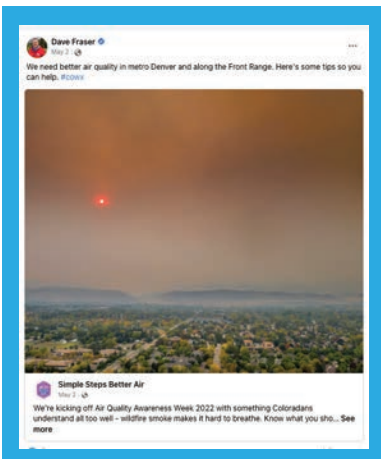 Dave Fraser
May 2 ·
We need better air quality in metro Denver and along the Front Range. Here's some tips so you
can help. #cowx
Simple Steps Better Air
May 2 ·
We're kicking off Air Quality Awareness Week 2022 with something Coloradans
understand all too well - wildfire smoke makes it hard to breathe. Know what you sho... See
more